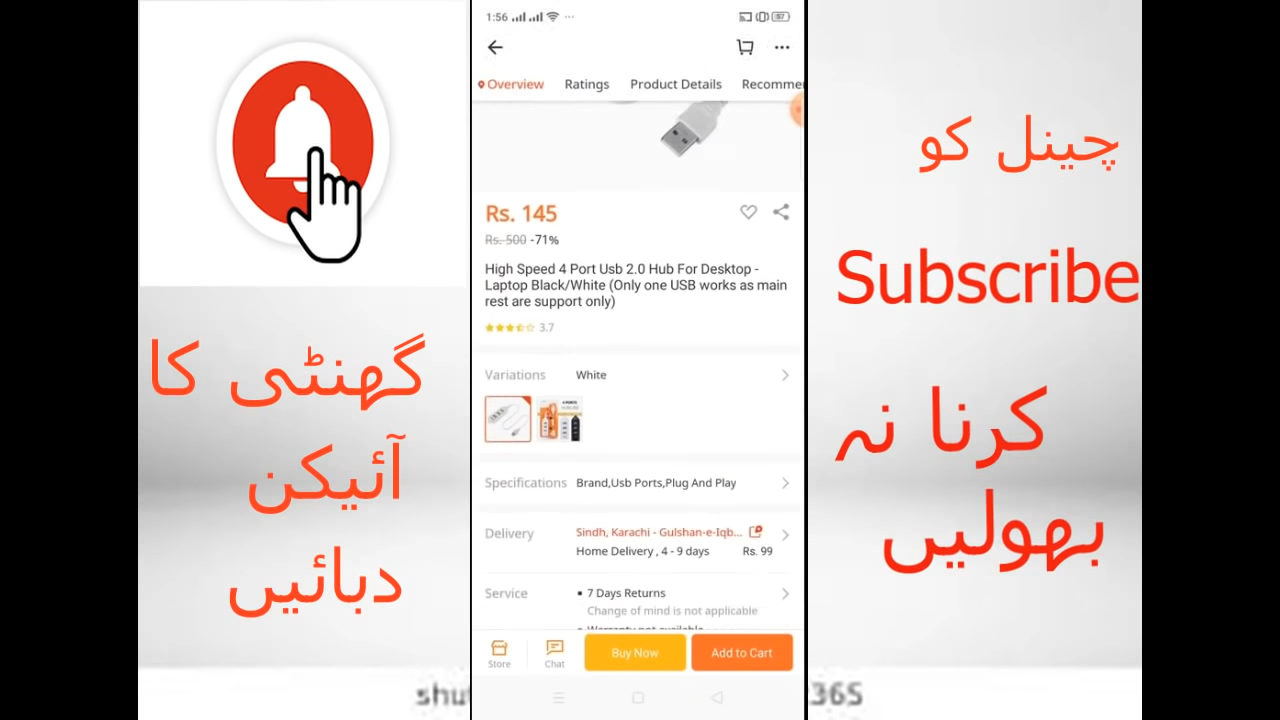 گھنٹی کا
آئیکن
دبائیں
1:56
87
Overview Ratings Product Details
Rs. 145
Rs. 500 -71%
High Speed 4 Port Usb 2.0 Hub For Desktop -
Laptop Black/White (Only one USB works as main
rest are support only)
3.7
Variations White
Specifications Brand,Usb Ports,Plug And Play
Delivery Sindh, Karachi - Gulshan-e-Iqb...
Home Delivery , 4 - 9 days Rs. 99
Service 7 Days Returns
Change of mind is not applicable
Warranty not available
Store Chat Buy Now Add to Cart
چینل کو
Subscribe
کرنا نہ
بھولیں